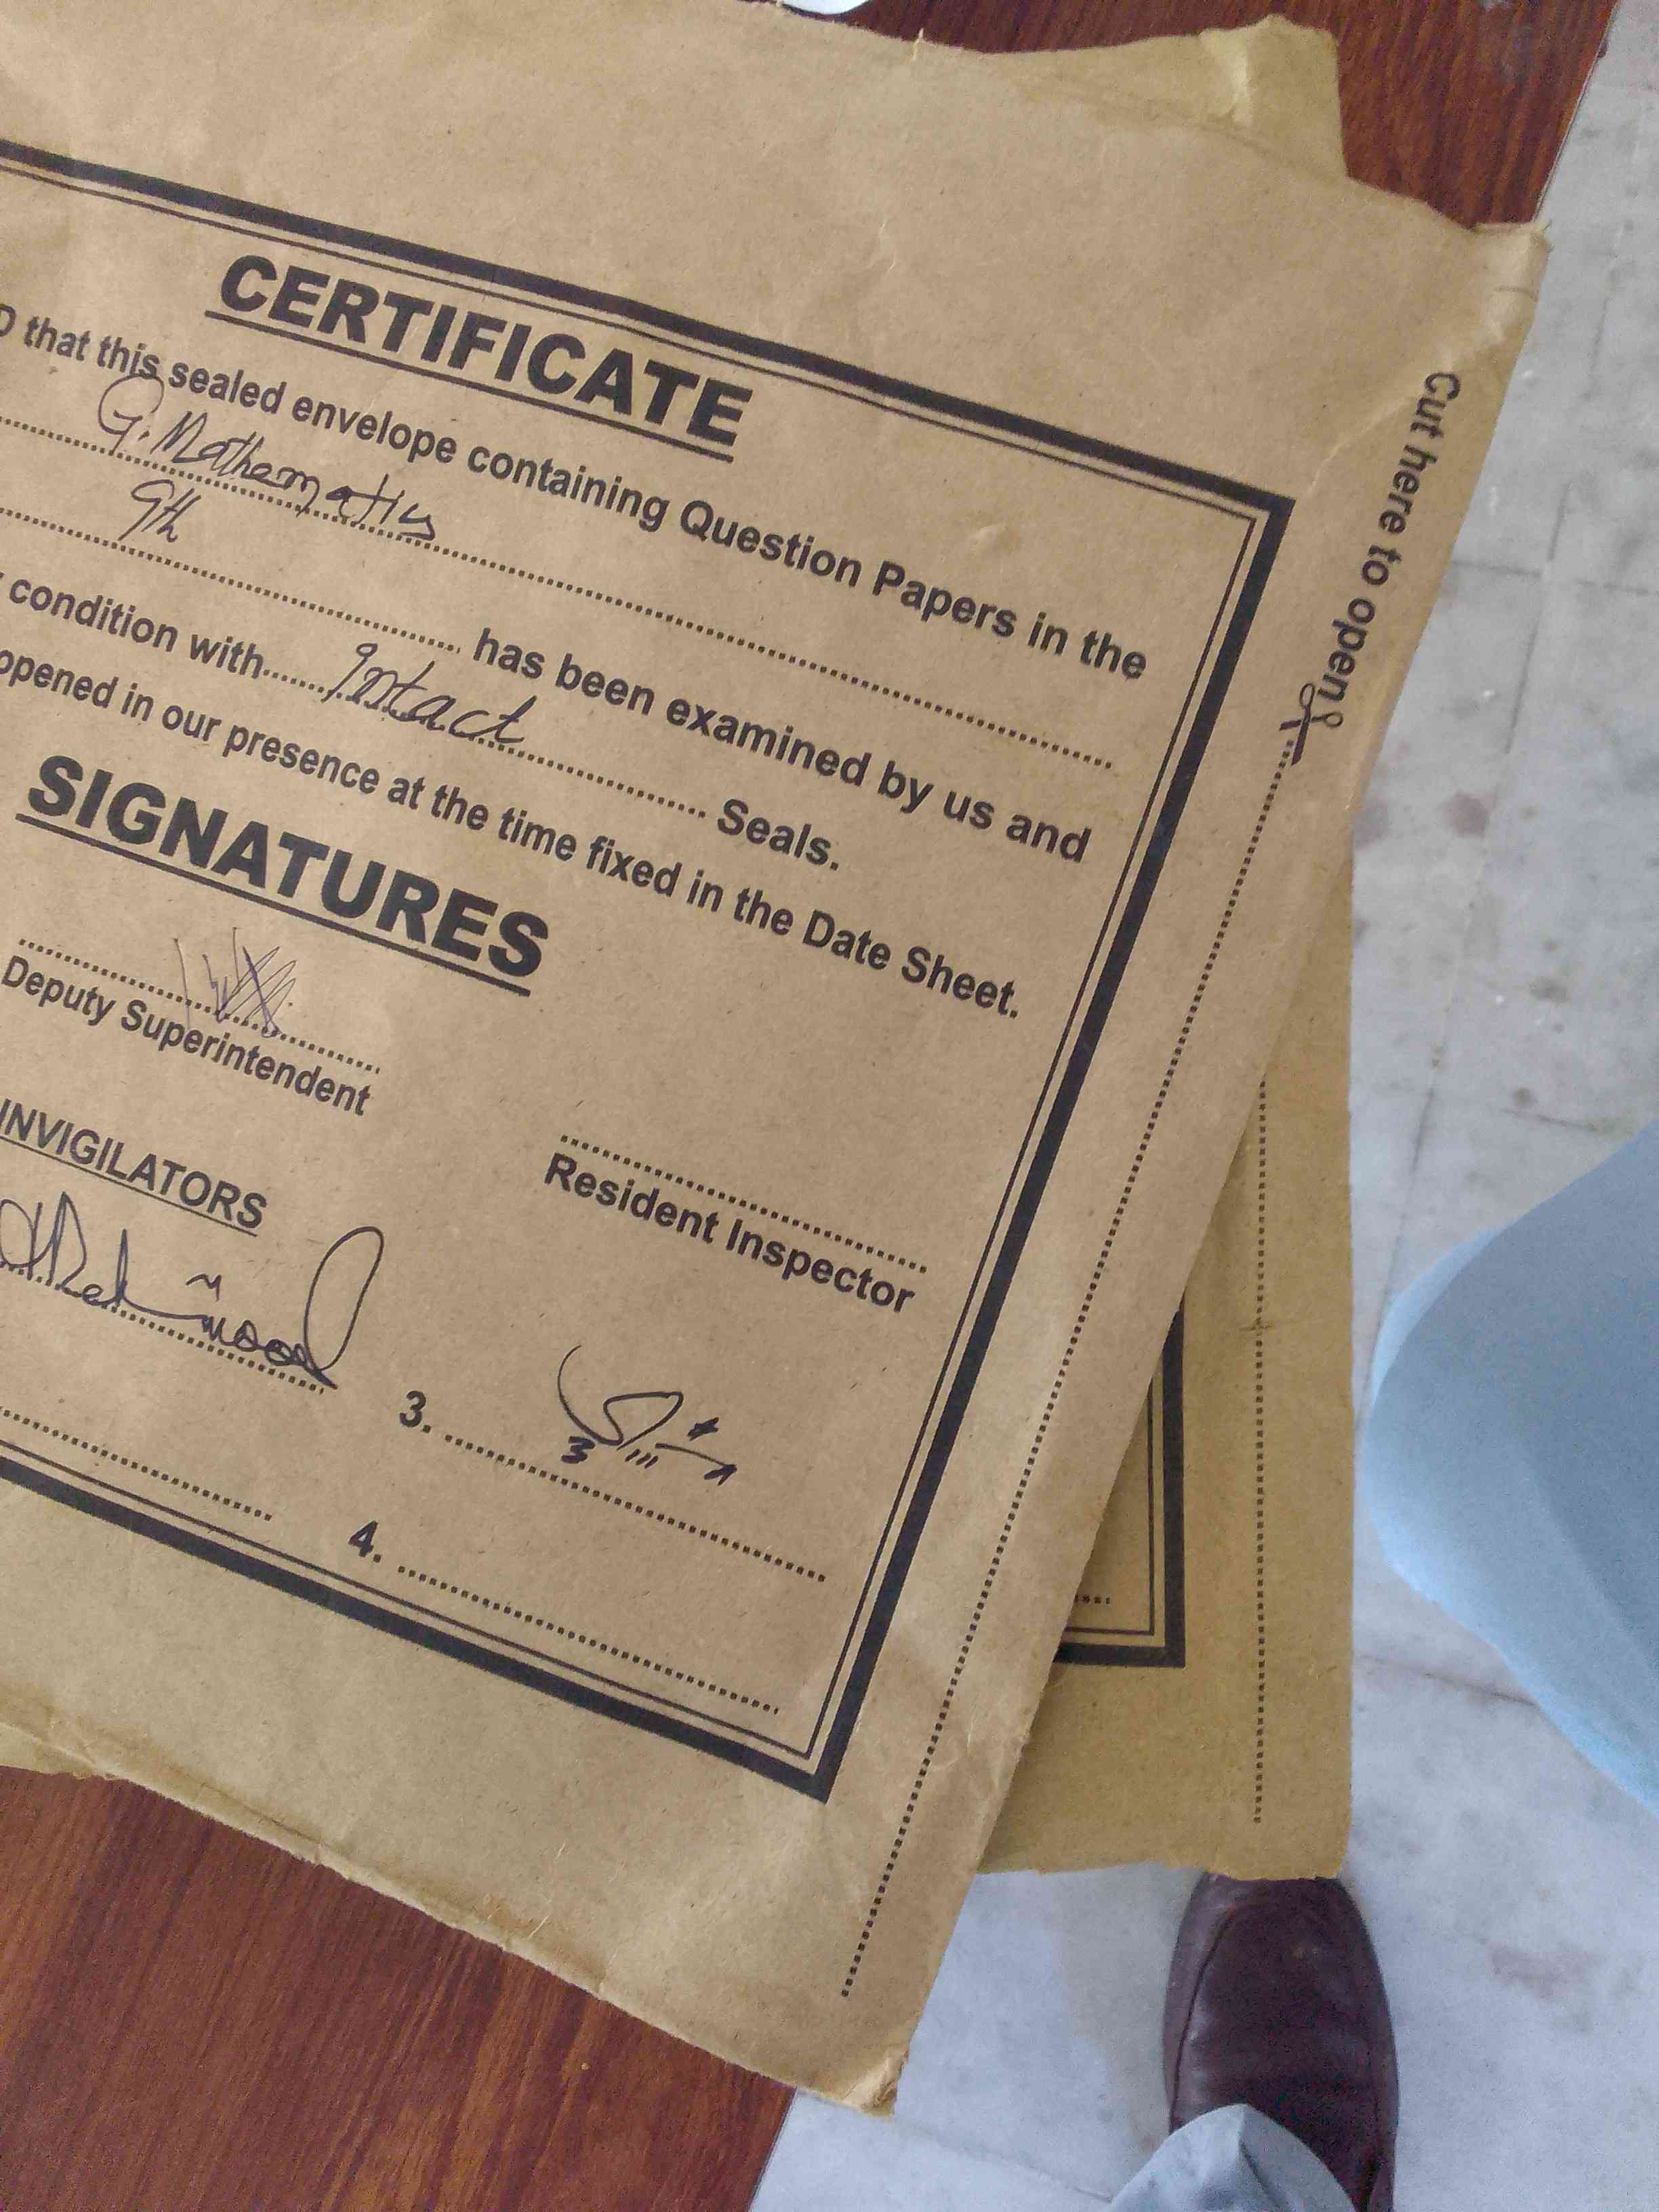 CERTIFICATE
that this sealed envelope containing Question Papers in the
G. Mathematics
9th has been examined by us and
condition with Intact Seals.
opened in our presence at the time fixed in the Date Sheet.
SIGNATURES
Deputy Superintendent
Resident Inspector
INVIGILATORS
3.
4.
Cut here to open